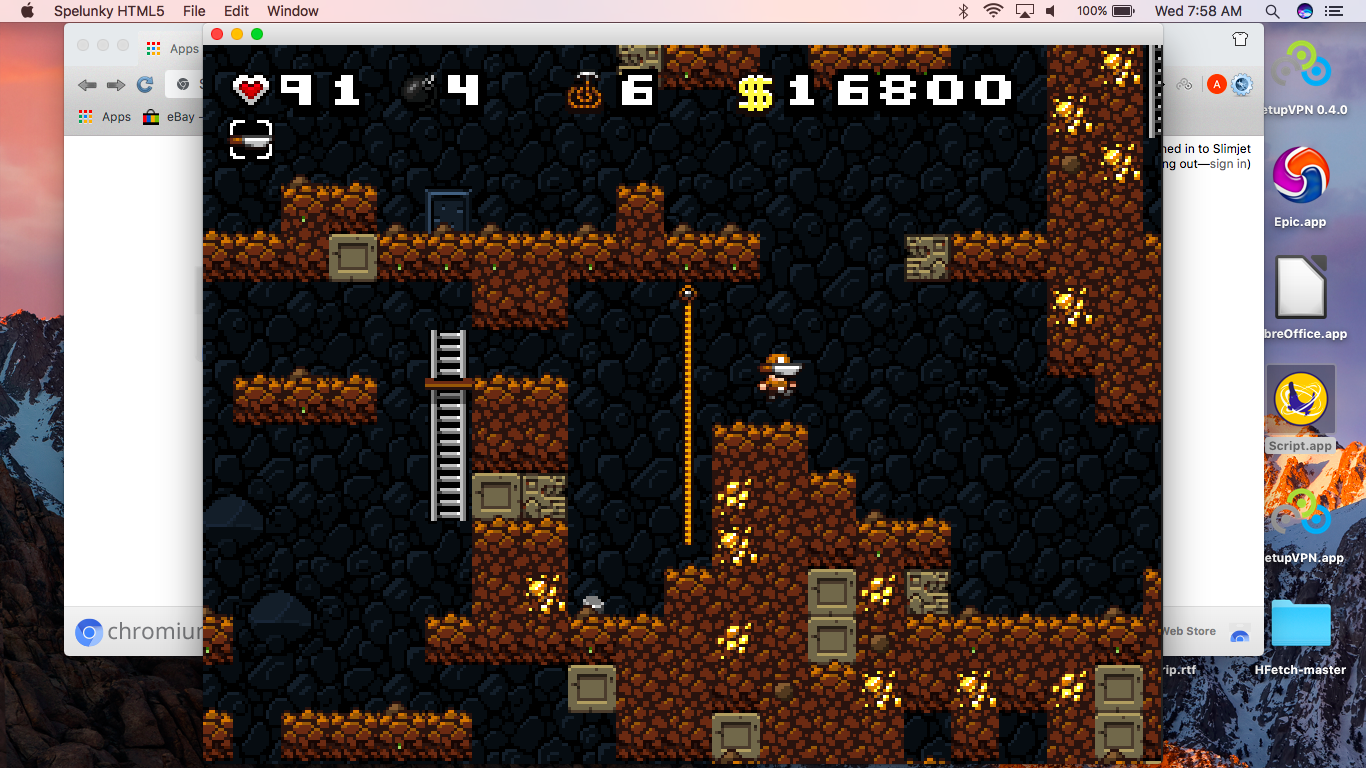 Spelunky HTML5 File Edit Window 100% Wed 7:58 AM
Apps
A
etupVPN 0.4.0
91 4 6 $16800
Apps eBay -
ned in to Slimjet
ng out—sign in)
Epic.app
breOffice.app
Script.app
etupVPN.app
chromiur
Web Store
rip.rtf
HFetch-master